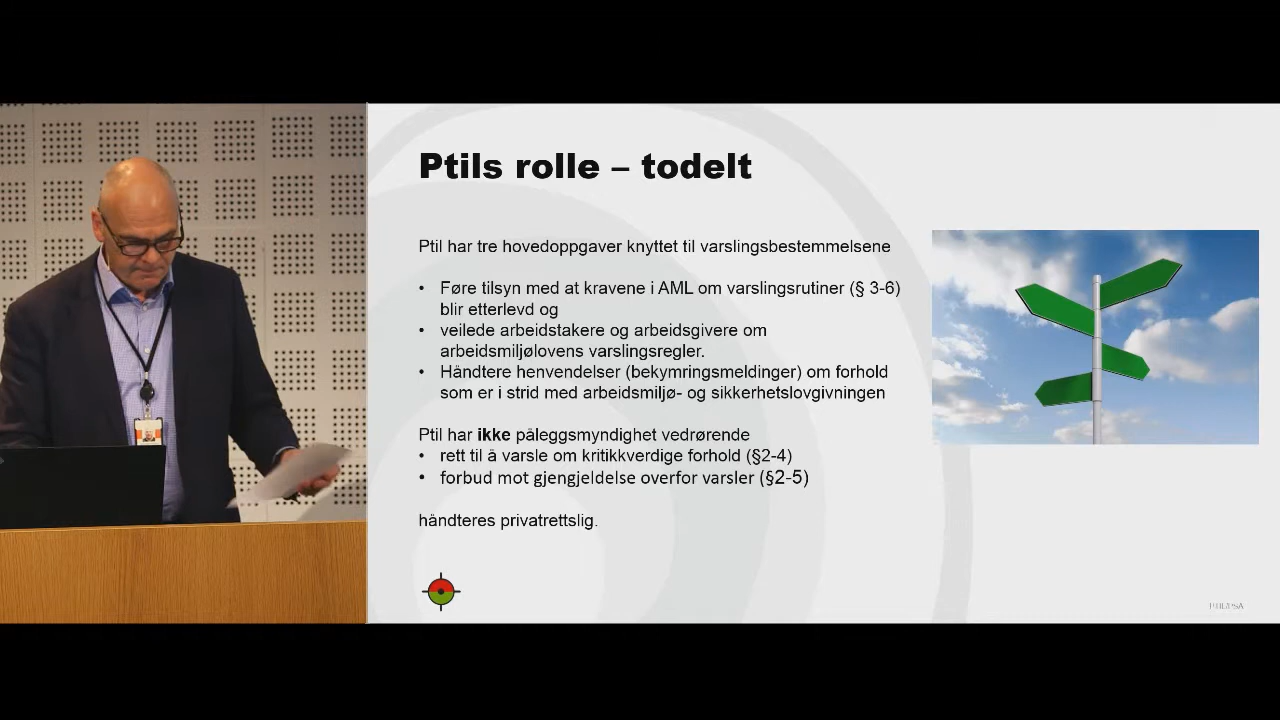 Ptils rolle – todelt
Ptil har tre hovedoppgaver knyttet til varslingsbestemmelsene
• Føre tilsyn med at kravene i AML om varslingsrutiner (§ 3-6)
blir etterlevd og
• veilede arbeidstakere og arbeidsgivere om
arbeidsmiljølovens varslingsregler.
• Håndtere henvendelser (bekymringsmeldinger) om forhold
som er i strid med arbeidsmiljø- og sikkerhetslovgivningen
Ptil har ikke påleggsmyndighet vedrørende
• rett til å varsle om kritikkverdige forhold (§2-4)
• forbud mot gjengjeldelse overfor varsler (§2-5)
håndteres privatrettslig.
PTIL/PSA